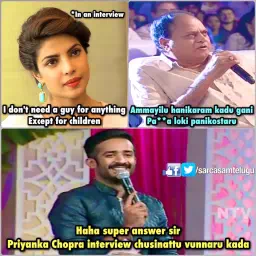 *In an interview
I don't need a guy for anything
Except for children
Ammayilu hanikaram kadu gani
Pa**a loki panikostaru
/sarcasamtelugu
NTV
Haha super answer sir
Priyanka Chopra interview chusinattu vunnaru kada